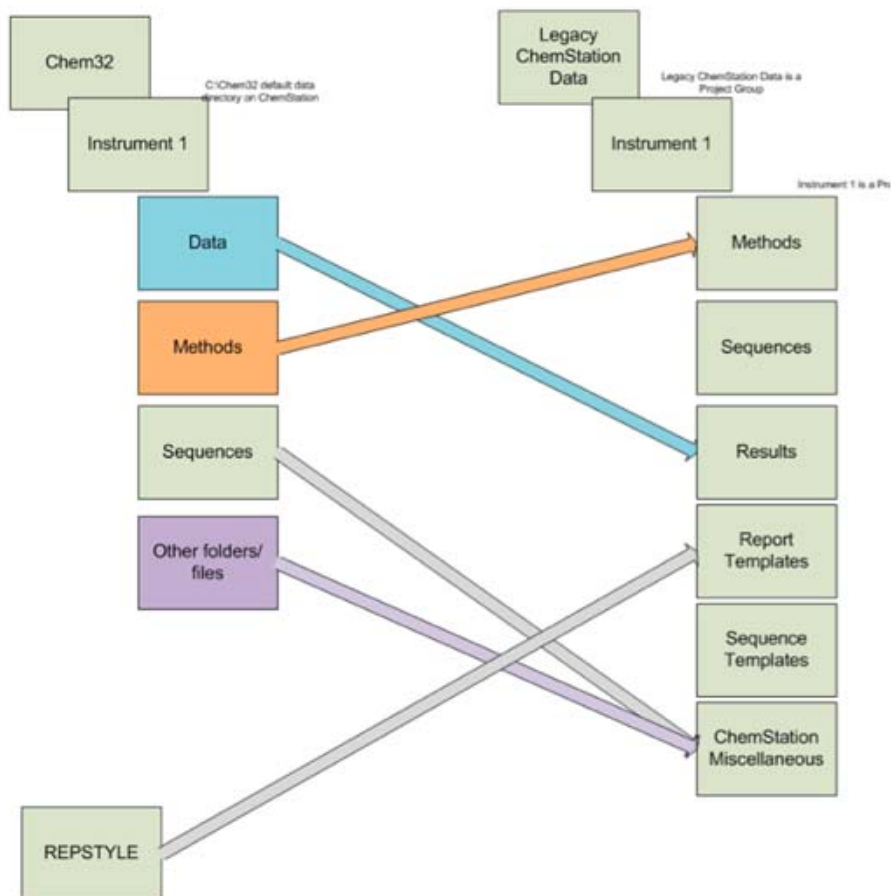 Chem32
C:\Chem32 default data
directory on ChemStation
Instrument 1
Data
Methods
Sequences
Other folders/
files
REPSTYLE
Legacy
ChemStation
Data
Legacy ChemStation Data is a
Project Group
Instrument 1
Instrument 1 is a Pr
Methods
Sequences
Results
Report
Templates
Sequence
Templates
ChemStation
Miscellaneous